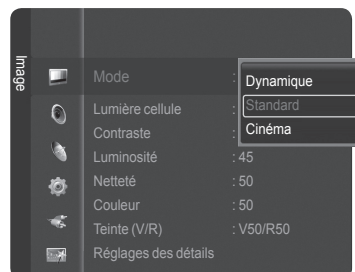 Image
Mode :
Dynamique
Standard
Cinéma
Lumière cellule :
Contraste :
Luminosité : 45
Netteté : 50
Couleur : 50
Teinte (V/R) : V50/R50
Réglages des détails